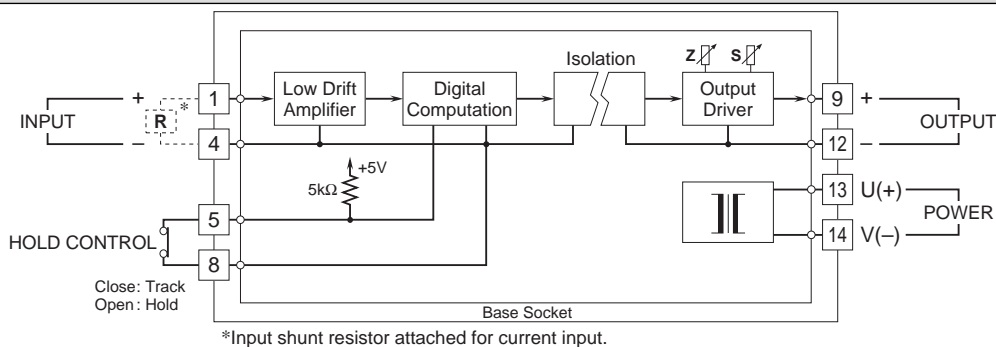 Isolation
Z S
Low Drift
Amplifier
Digital
Computation
Output
Driver
INPUT
+
–
R
*
1
4
9 +
12 –
OUTPUT
+5V
5kΩ
13 U(+)
14 V(–)
POWER
5
8
HOLD CONTROL
Close: Track
Open: Hold
Base Socket
*Input shunt resistor attached for current input.